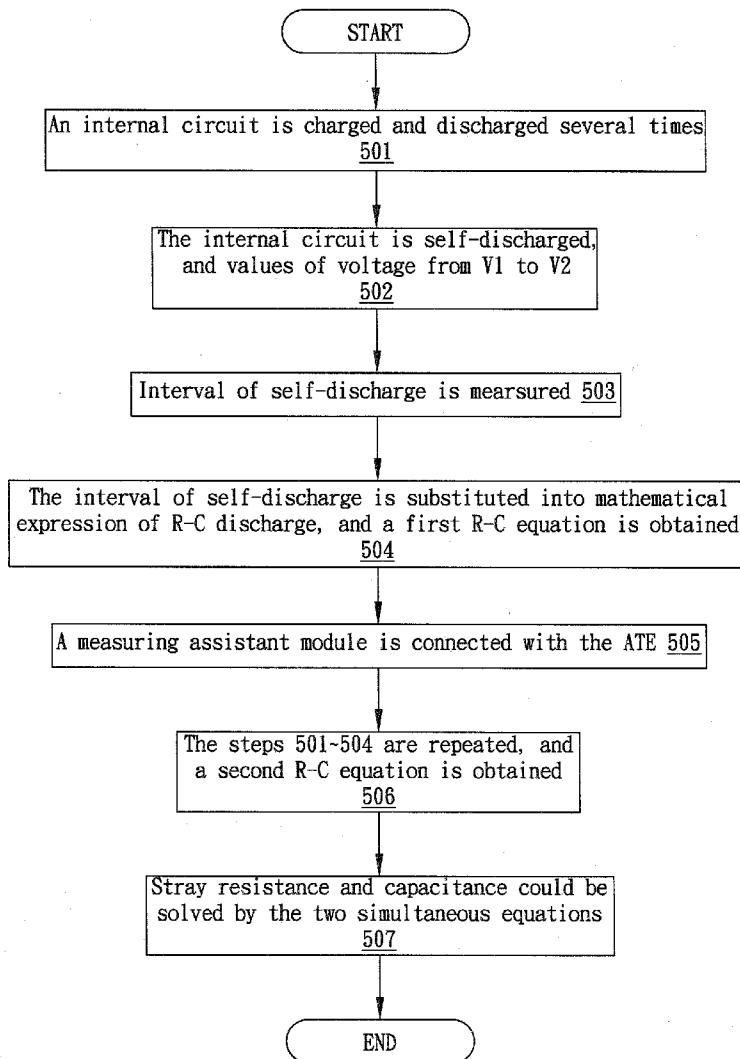 START
An internal circuit is charged and discharged several times
501
The internal circuit is self-discharged,
and values of voltage from V1 to V2
502
Interval of self-discharge is mearsured 503
The interval of self-discharge is substituted into mathematical
expression of R-C discharge, and a first R-C equation is obtained
504
A measuring assistant module is connected with the ATE 505
The steps 501~504 are repeated, and
a second R-C equation is obtained
506
Stray resistance and capacitance could be
solved by the two simultaneous equations
507
END